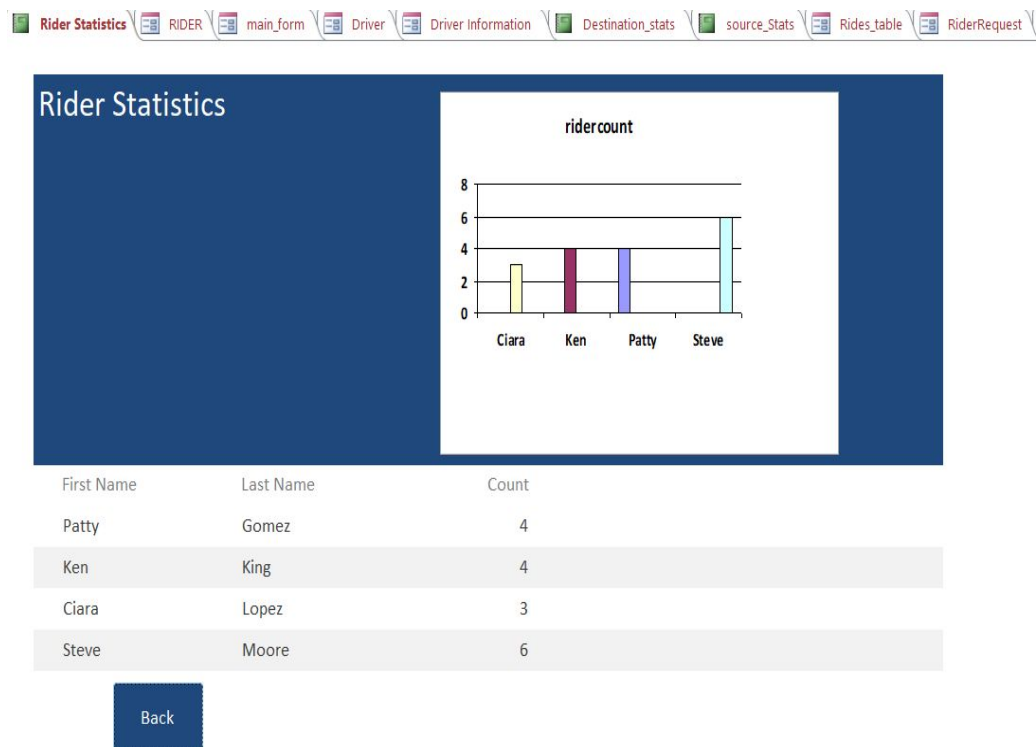 Rider Statistics RIDER main_form Driver Driver Information Destination_stats source_Stats Rides_table RiderRequest
Rider Statistics
ridercount
8
6
4
2
0
Ciara Ken Patty Steve
First Name Last Name Count
Patty Gomez 4
Ken King 4
Ciara Lopez 3
Steve Moore 6
Back